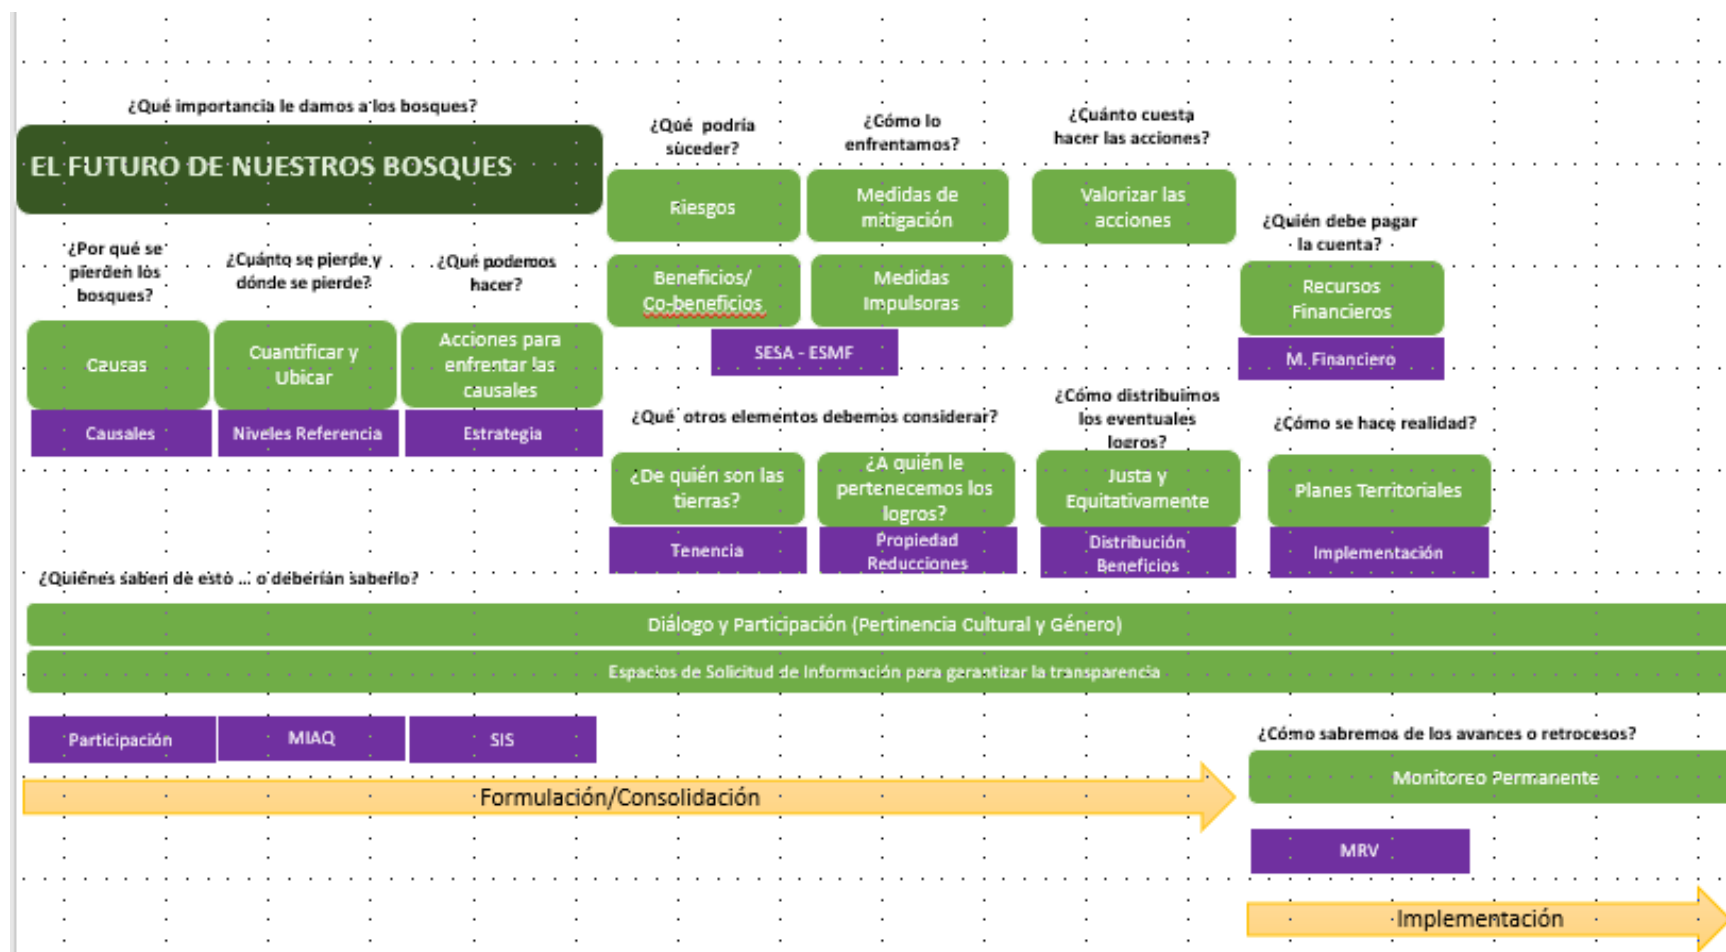 ¿Qué importancia le damos a los bosques?
EL FUTURO DE NUESTROS BOSQUES
¿Por qué se
pierden los
bosques?
¿Cuánto se pierde y
dónde se pierde?
¿Qué podemos
hacer?
Causas
Cuantificar y
Ubicar
Acciones para
enfrentar las
causales
Causales
Niveles Referencia
Estrategia
¿Qué podría
suceder?
¿Cómo lo
enfrentamos?
¿Cuánto cuesta
hacer las acciones?
Riesgos
Medidas de
mitigación
Valorizar las
acciones
Beneficios/
Co-beneficios
Medidas
Impulsoras
SESA - ESMF
¿Quién debe pagar
la cuenta?
Recursos
Financieros
M. Financiero
¿Qué otros elementos debemos considerar?
¿Cómo distribuimos
los eventuales
logros?
¿Cómo se hace realidad?
¿De quién son las
tierras?
¿A quién le
pertenecemos los
logros?
Justa y
Equitativamente
Planes Territoriales
Tenencia
Propiedad
Reducciones
Distribución
Beneficios
Implementación
¿Quiénes saben de esto ... o deberían saberlo?
Diálogo y Participación (Pertinencia Cultural y Género)
Espacios de Solicitud de Información para garantizar la transparencia
Participación
MIAQ
SIS
¿Cómo sabremos de los avances o retrocesos?
Monitoreo Permanente
Formulación/Consolidación
MRV
Implementación